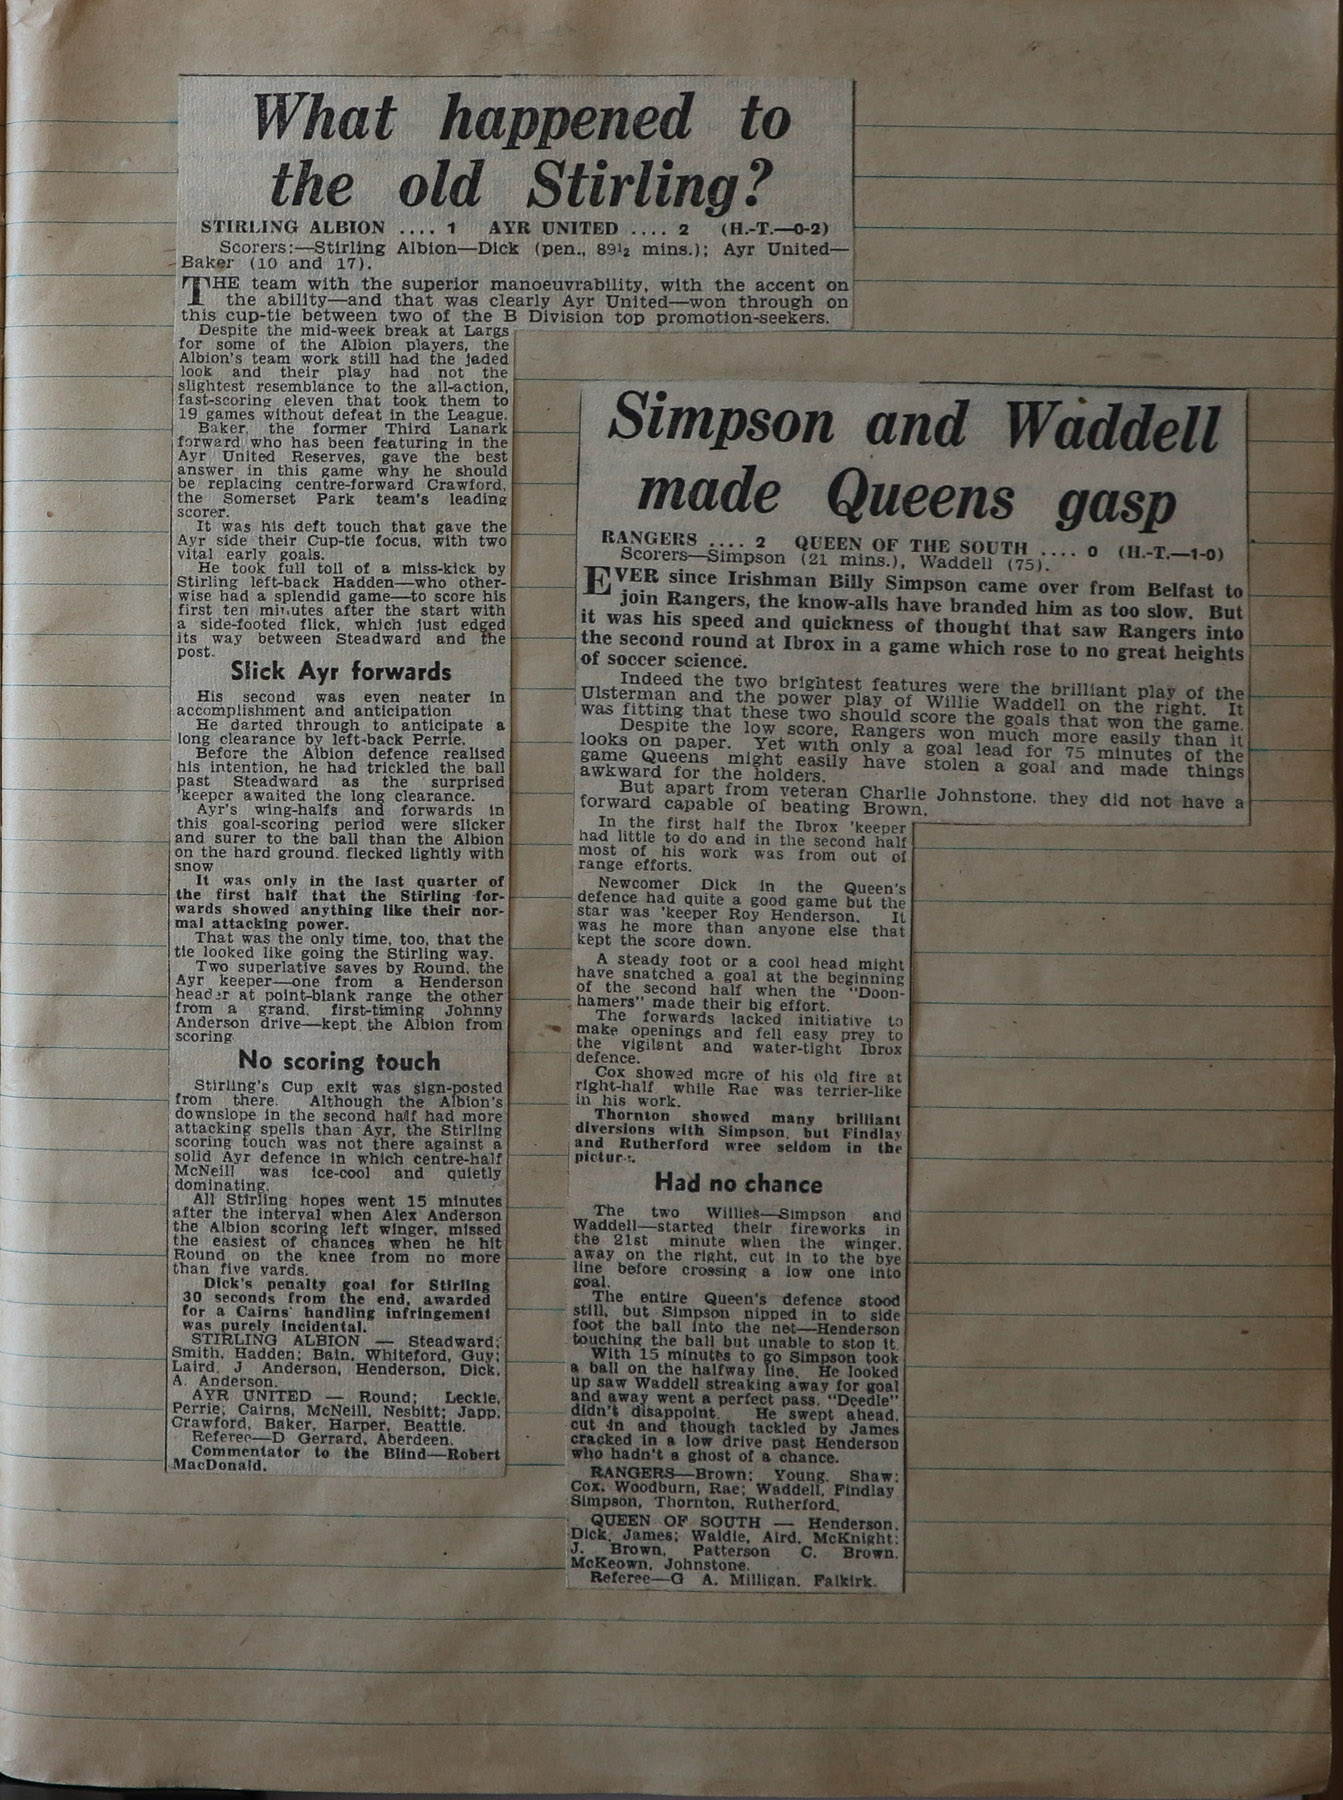 What happened to
the old Stirling?
STIRLING ALBION .... 1 AYR UNITED .... 2 (H.-T.—0-2)
Scorers:—Stirling Albion—Dick (pen., 89½ mins.); Ayr United—
Baker (10 and 17).
THE team with the superior manoeuvrability, with the accent on
the ability—and that was clearly Ayr United—won through on
this cup-tie between two of the B Division top promotion-seekers.
Despite the mid-week break at Largs
for some of the Albion players, the
Albion's team work still had the jaded
look and their play had not the
slightest resemblance to the all-action,
fast-scoring eleven that took them to
19 games without defeat in the League.
Baker, the former Third Lanark
forward who has been featuring in the
Ayr United Reserves, gave the best
answer in this game why he should
be replacing centre-forward Crawford,
the Somerset Park team's leading
scorer.
It was his deft touch that gave the
Ayr side their Cup-tie focus, with two
vital early goals.
He took full toll of a miss-kick by
Stirling left-back Hadden—who other-
wise had a splendid game—to score his
first ten minutes after the start with
a side-footed flick, which just edged
its way between Steadward and the
post.
Slick Ayr forwards
His second was even neater in
accomplishment and anticipation
He darted through to anticipate a
long clearance by left-back Perrie.
Before the Albion defence realised
his intention, he had trickled the ball
past Steadward as the surprised
'keeper awaited the long clearance.
Ayr's wing-halfs and forwards in
this goal-scoring period were slicker
and surer to the ball than the Albion
on the hard ground. flecked lightly with
snow
It was only in the last quarter of
the first half that the Stirling for-
wards showed anything like their nor-
mal attacking power.
That was the only time, too, that the
tie looked like going the Stirling way.
Two superlative saves by Round, the
Ayr keeper—one from a Henderson
header at point-blank range the other
from a grand, first-timing Johnny
Anderson drive—kept the Albion from
scoring
No scoring touch
Stirling's Cup exit was sign-posted
from there. Although the Albion's
downslope in the second half had more
attacking spells than Ayr, the Stirling
scoring touch was not there against a
solid Ayr defence in which centre-half
McNeill was ice-cool and quietly
dominating.
All Stirling hopes went 15 minutes
after the interval when Alex Anderson
the Albion scoring left winger, missed
the easiest of chances when he hit
Round on the knee from no more
than five yards.
Dick's penalty goal for Stirling
30 seconds from the end, awarded
for a Cairns' handling infringement
was purely incidental.
STIRLING ALBION — Steadward;
Smith, Hadden; Bain, Whiteford, Guy;
Laird, J Anderson, Henderson, Dick,
A. Anderson.
AYR UNITED — Round; Leckie,
Perrie; Cairns, McNeill, Nesbitt; Japp,
Crawford, Baker, Harper, Beattie.
Referee—D Gerrard, Aberdeen.
Commentator to the Blind—Robert
MacDonald.
Simpson and Waddell
made Queens gasp
RANGERS .... 2 QUEEN OF THE SOUTH .... 0 (H.-T.—1-0)
Scorers—Simpson (21 mins.), Waddell (75).
EVER since Irishman Billy Simpson came over from Belfast to
join Rangers, the know-alls have branded him as too slow. But
it was his speed and quickness of thought that saw Rangers into
the second round at Ibrox in a game which rose to no great heights
of soccer science.
Indeed the two brightest features were the brilliant play of the
Ulsterman and the power play of Willie Waddell on the right. It
was fitting that these two should score the goals that won the game.
Despite the low score, Rangers won much more easily than it
looks on paper. Yet with only a goal lead for 75 minutes of the
game Queens might easily have stolen a goal and made things
awkward for the holders.
But apart from veteran Charlie Johnstone. they did not have a
forward capable of beating Brown.
In the first half the Ibrox 'keeper
had little to do and in the second half
most of his work was from out of
range efforts.
Newcomer Dick in the Queen's
defence had quite a good game but the
star was 'keeper Roy Henderson. It
was he more than anyone else that
kept the score down.
A steady foot or a cool head might
have snatched a goal at the beginning
of the second half when the "Doon-
hamers" made their big effort.
The forwards lacked initiative to
make openings and fell easy prey to
the vigilant and water-tight Ibrox
defence.
Cox showed more of his old fire at
right-half while Rae was terrier-like
in his work.
Thornton showed many brilliant
diversions with Simpson, but Findlay
and Rutherford wree seldom in the
picture.
Had no chance
The two Willies—Simpson and
Waddell—started their fireworks in
the 21st minute when the winger,
away on the right, cut in to the bye
line before crossing a low one into
goal.
The entire Queen's defence stood
still, but Simpson nipped in to side
foot the ball into the net—Henderson
touching the ball but unable to stop it.
With 15 minutes to go Simpson took
a ball on the halfway line. He looked
up saw Waddell streaking away for goal
and away went a perfect pass. "Deedle"
didn't disappoint. He swept ahead,
cut in and though tackled by James
cracked in a low drive past Henderson
who hadn't a ghost of a chance.
RANGERS—Brown; Young, Shaw;
Cox, Woodburn, Rae; Waddell, Findlay
Simpson, Thornton, Rutherford.
QUEEN OF SOUTH — Henderson,
Dick, James; Waldie, Aird, McKnight;
J. Brown, Patterson C. Brown,
McKeown, Johnstone.
Referee—G A. Milligan, Falkirk.